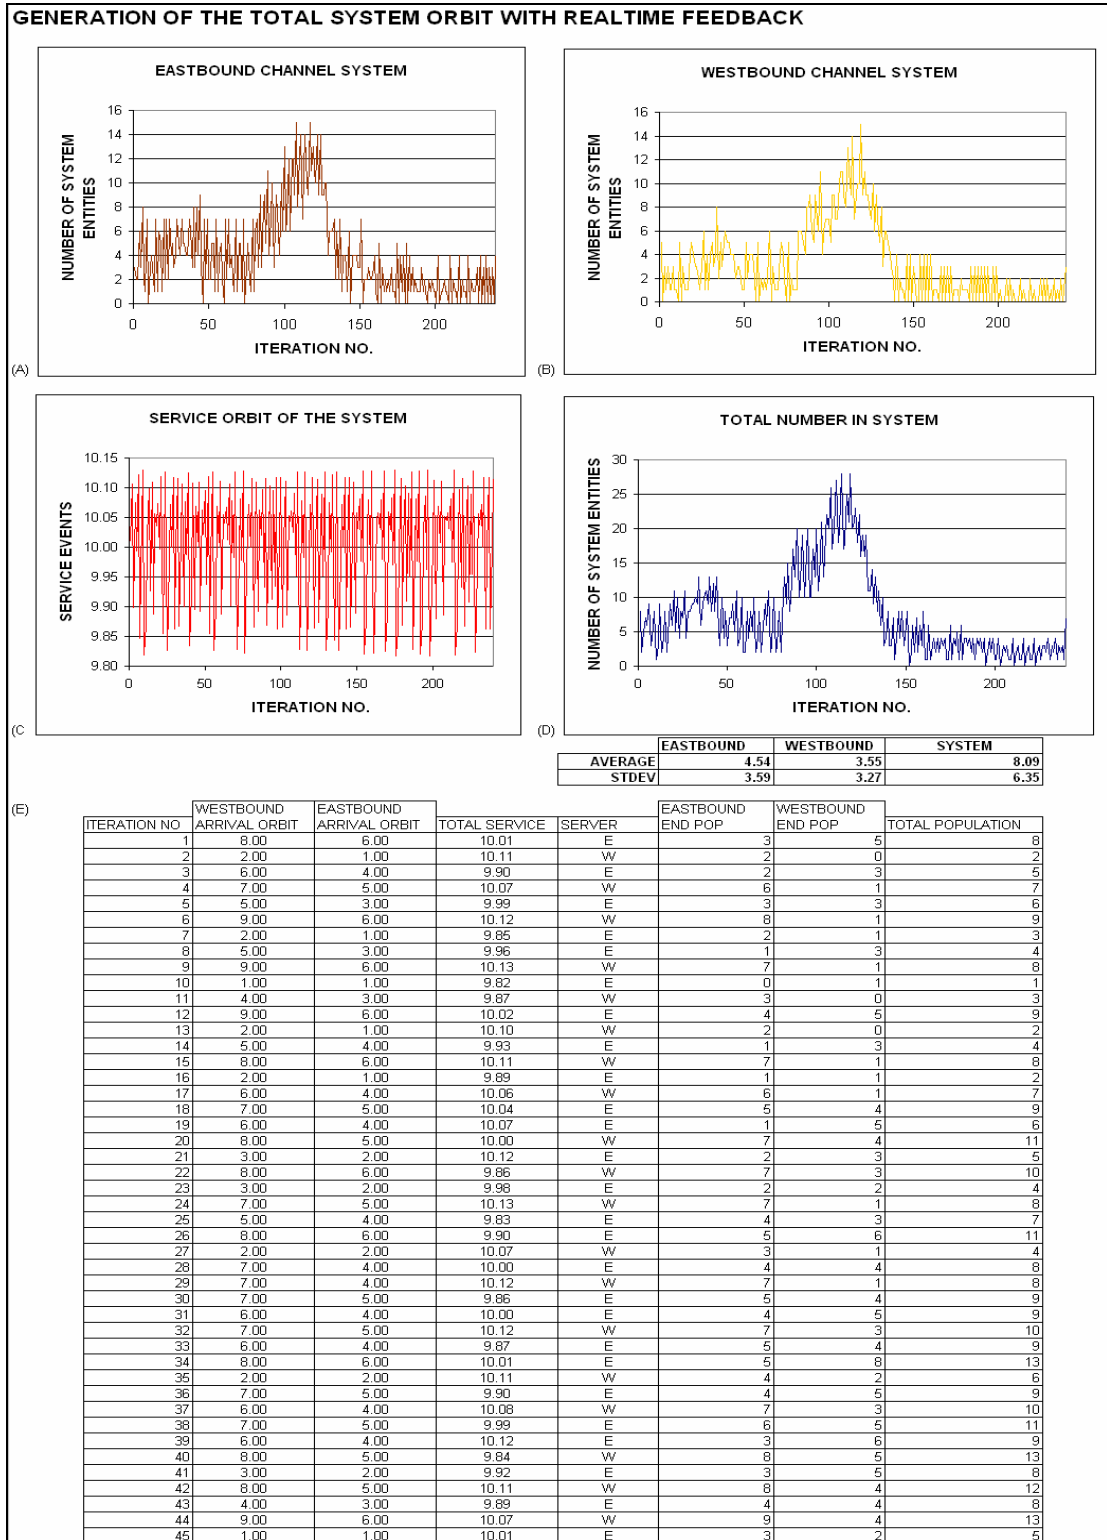 GENERATION OF THE TOTAL SYSTEM ORBIT WITH REALTIME FEEDBACK
EASTBOUND CHANNEL SYSTEM
NUMBER OF SYSTEM
ENTITIES
16
14
12
10
8
6
4
2
0
0 50 100 150 200
ITERATION NO.
(A)
WESTBOUND CHANNEL SYSTEM
NUMBER OF SYSTEM
ENTITIES
16
14
12
10
8
6
4
2
0
0 50 100 150 200
ITERATION NO.
(B)
SERVICE ORBIT OF THE SYSTEM
SERVICE EVENTS
10.15
10.10
10.05
10.00
9.95
9.90
9.85
9.80
0 50 100 150 200
ITERATION NO.
(C
TOTAL NUMBER IN SYSTEM
NUMBER OF SYSTEM ENTITIES
30
25
20
15
10
5
0
0 50 100 150 200
ITERATION NO.
(D)
EASTBOUND WESTBOUND SYSTEM
AVERAGE 4.54 3.55 8.09
STDEV 3.59 3.27 6.35
(E)
WESTBOUND EASTBOUND EASTBOUND WESTBOUND
ITERATION NO ARRIVAL ORBIT ARRIVAL ORBIT TOTAL SERVICE SERVER END POP END POP TOTAL POPULATION
1 8.00 6.00 10.01 E 3 5 8
2 2.00 1.00 10.11 W 2 0 2
3 6.00 4.00 9.90 E 2 3 5
4 7.00 5.00 10.07 W 6 1 7
5 5.00 3.00 9.99 E 3 3 6
6 9.00 6.00 10.12 W 8 1 9
7 2.00 1.00 9.85 E 2 1 3
8 5.00 3.00 9.96 E 1 3 4
9 9.00 6.00 10.13 W 7 1 8
10 1.00 1.00 9.82 E 0 1 1
11 4.00 3.00 9.87 W 3 0 3
12 9.00 6.00 10.02 E 4 5 9
13 2.00 1.00 10.10 W 2 0 2
14 5.00 4.00 9.93 E 1 3 4
15 8.00 6.00 10.11 W 7 1 8
16 2.00 1.00 9.89 E 1 1 2
17 6.00 4.00 10.06 W 6 1 7
18 7.00 5.00 10.04 E 5 4 9
19 6.00 4.00 10.07 E 1 5 6
20 8.00 5.00 10.00 W 7 4 11
21 3.00 2.00 10.12 E 2 3 5
22 8.00 6.00 9.86 W 7 3 10
23 3.00 2.00 9.98 E 2 2 4
24 7.00 5.00 10.13 W 7 1 8
25 5.00 4.00 9.83 E 4 3 7
26 8.00 6.00 9.90 E 5 6 11
27 2.00 2.00 10.07 W 3 1 4
28 7.00 4.00 10.00 E 4 4 8
29 7.00 4.00 10.12 W 7 1 8
30 7.00 5.00 9.86 E 5 4 9
31 6.00 4.00 10.00 E 4 5 9
32 7.00 5.00 10.12 W 7 3 10
33 6.00 4.00 9.87 E 5 4 9
34 8.00 6.00 10.01 E 5 8 13
35 2.00 2.00 10.11 W 4 2 6
36 7.00 5.00 9.90 E 4 5 9
37 6.00 4.00 10.08 W 7 3 10
38 7.00 5.00 9.99 E 6 5 11
39 6.00 4.00 10.12 E 3 6 9
40 8.00 5.00 9.84 W 8 5 13
41 3.00 2.00 9.92 E 3 5 8
42 8.00 5.00 10.11 W 8 4 12
43 4.00 3.00 9.89 E 4 4 8
44 9.00 6.00 10.07 W 9 4 13
45 1.00 1.00 10.01 E 3 2 5